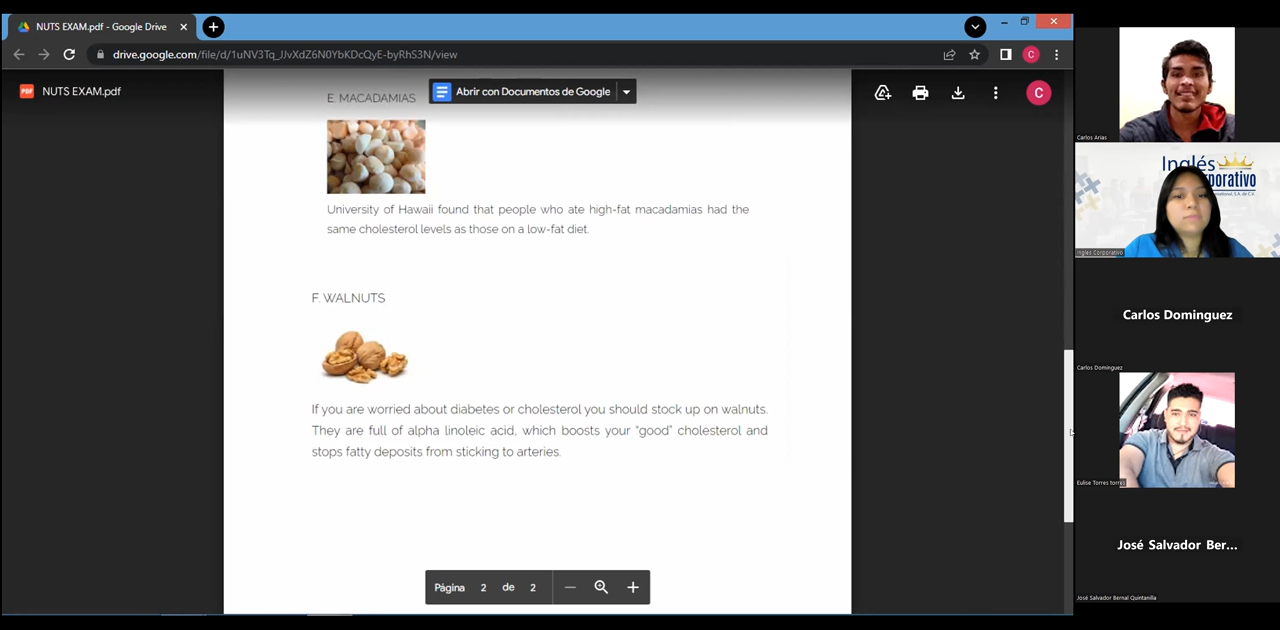 NUTS EXAM.pdf - Google Drive
drive.google.com/file/d/1uNV3Tq_JJvXdZ6N0YbKDcQyE-byRhS3N/view
C
NUTS EXAM.pdf
Abrir con Documentos de Google
C
E. MACADAMIAS
University of Hawaii found that people who ate high-fat macadamias had the
same cholesterol levels as those on a low-fat diet.
F. WALNUTS
If you are worried about diabetes or cholesterol you should stock up on walnuts.
They are full of alpha linoleic acid, which boosts your “good” cholesterol and
stops fatty deposits from sticking to arteries.
Página 2 de 2
Carlos Arias
Inglés
Inglés Corporativo
Carlos Dominguez
Carlos Dominguez
Eulise Torres torres
José Salvador Ber...
José Salvador Bernal Quintanilla